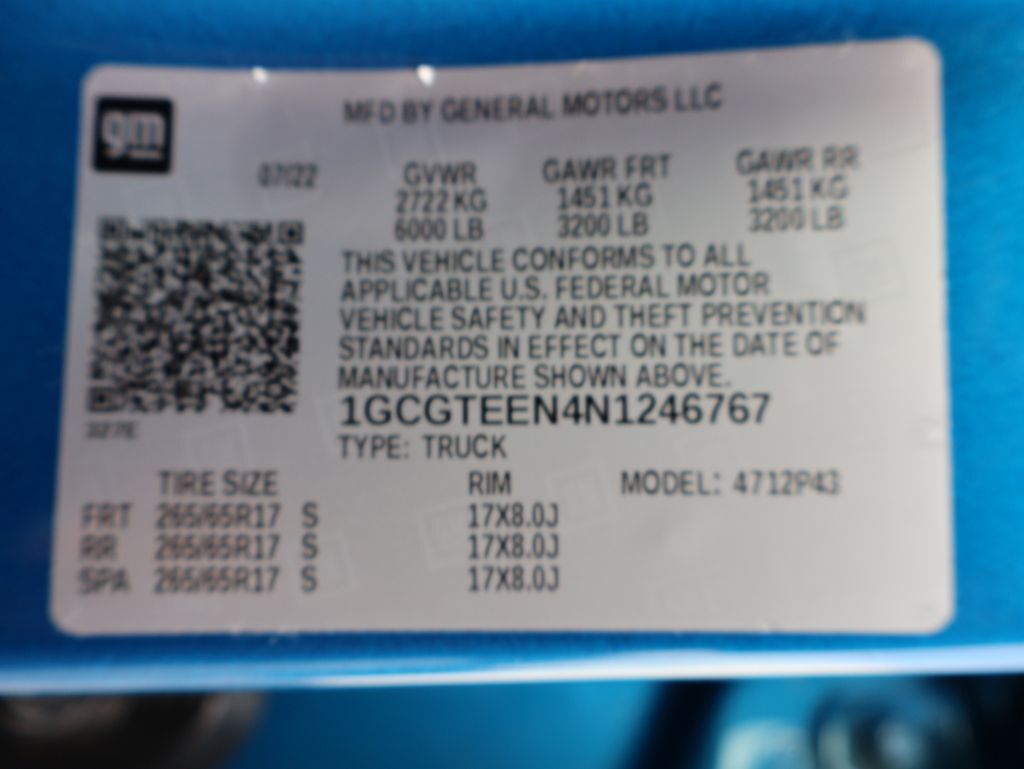 gm
MFD BY GENERAL MOTORS LLC
07/22 GVWR GAWR FRT GAWR RR
2722 KG 1451 KG 1451 KG
6000 LB 3200 LB 3200 LB
THIS VEHICLE CONFORMS TO ALL
APPLICABLE U.S. FEDERAL MOTOR
VEHICLE SAFETY AND THEFT PREVENTION
STANDARDS IN EFFECT ON THE DATE OF
MANUFACTURE SHOWN ABOVE.
1GCGTEEN4N1246767
TYPE: TRUCK
TIRE SIZE RIM MODEL: 4712P43
FRT 265/65R17 S 17X8.0J
RR 265/65R17 S 17X8.0J
SPA 265/65R17 S 17X8.0J